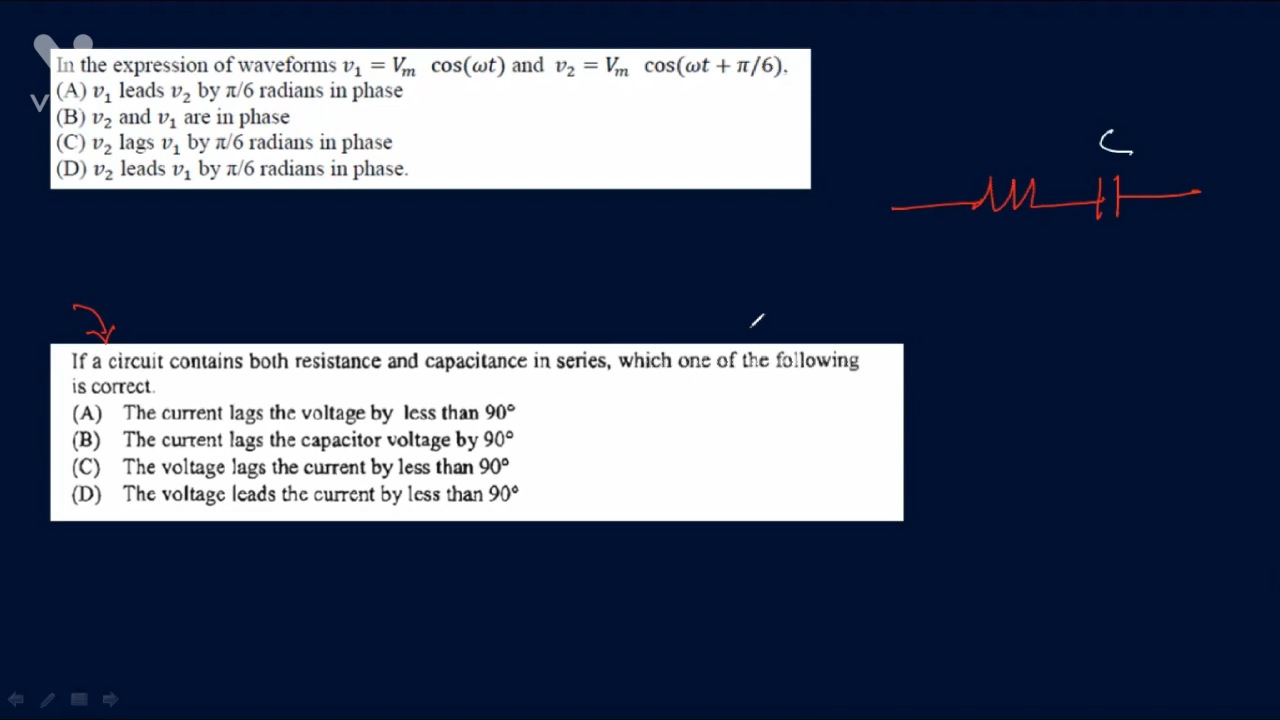 In the expression of waveforms v₁ = Vₘ cos(ωt) and v₂ = Vₘ cos(ωt + π/6),
(A) v₁ leads v₂ by π/6 radians in phase
(B) v₂ and v₁ are in phase
(C) v₂ lags v₁ by π/6 radians in phase
(D) v₂ leads v₁ by π/6 radians in phase.
C
If a circuit contains both resistance and capacitance in series, which one of the following
is correct.
(A) The current lags the voltage by less than 90°
(B) The current lags the capacitor voltage by 90°
(C) The voltage lags the current by less than 90°
(D) The voltage leads the current by less than 90°